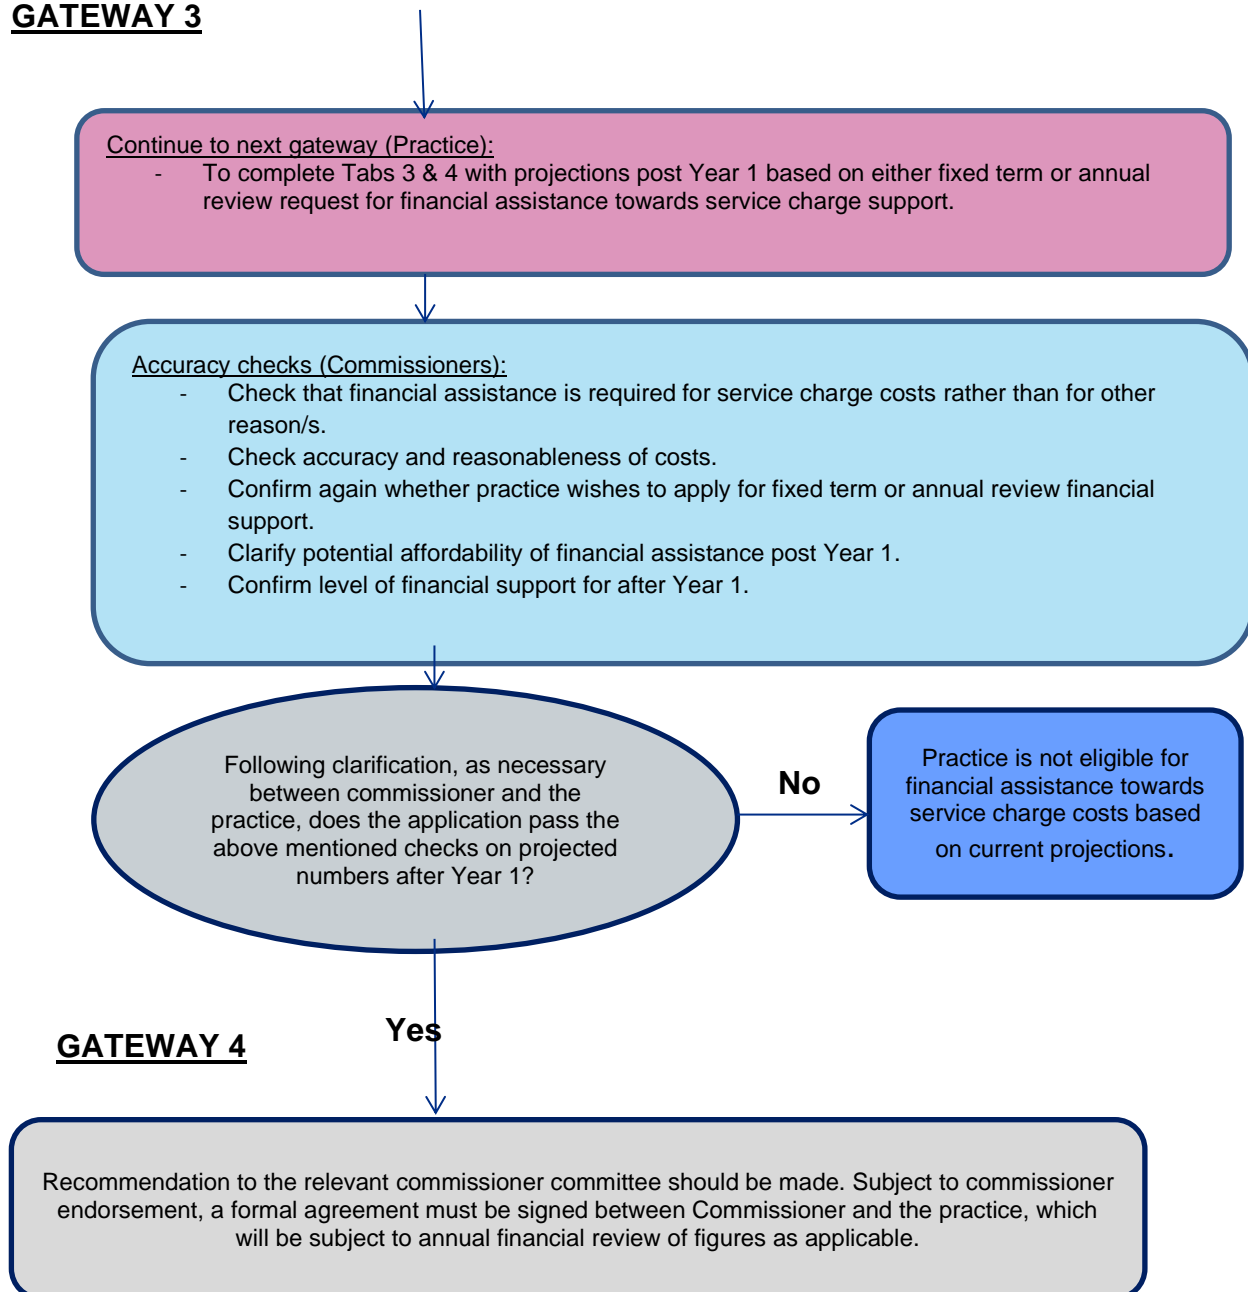 GATEWAY 3
Continue to next gateway (Practice):
- To complete Tabs 3 & 4 with projections post Year 1 based on either fixed term or annual
review request for financial assistance towards service charge support.
Accuracy checks (Commissioners):
- Check that financial assistance is required for service charge costs rather than for other
reason/s.
- Check accuracy and reasonableness of costs.
- Confirm again whether practice wishes to apply for fixed term or annual review financial
support.
- Clarify potential affordability of financial assistance post Year 1.
- Confirm level of financial support for after Year 1.
Following clarification, as necessary
between commissioner and the
practice, does the application pass the
above mentioned checks on projected
numbers after Year 1?
No
Practice is not eligible for
financial assistance towards
service charge costs based
on current projections.
Yes
GATEWAY 4
Recommendation to the relevant commissioner committee should be made. Subject to commissioner
endorsement, a formal agreement must be signed between Commissioner and the practice, which
will be subject to annual financial review of figures as applicable.